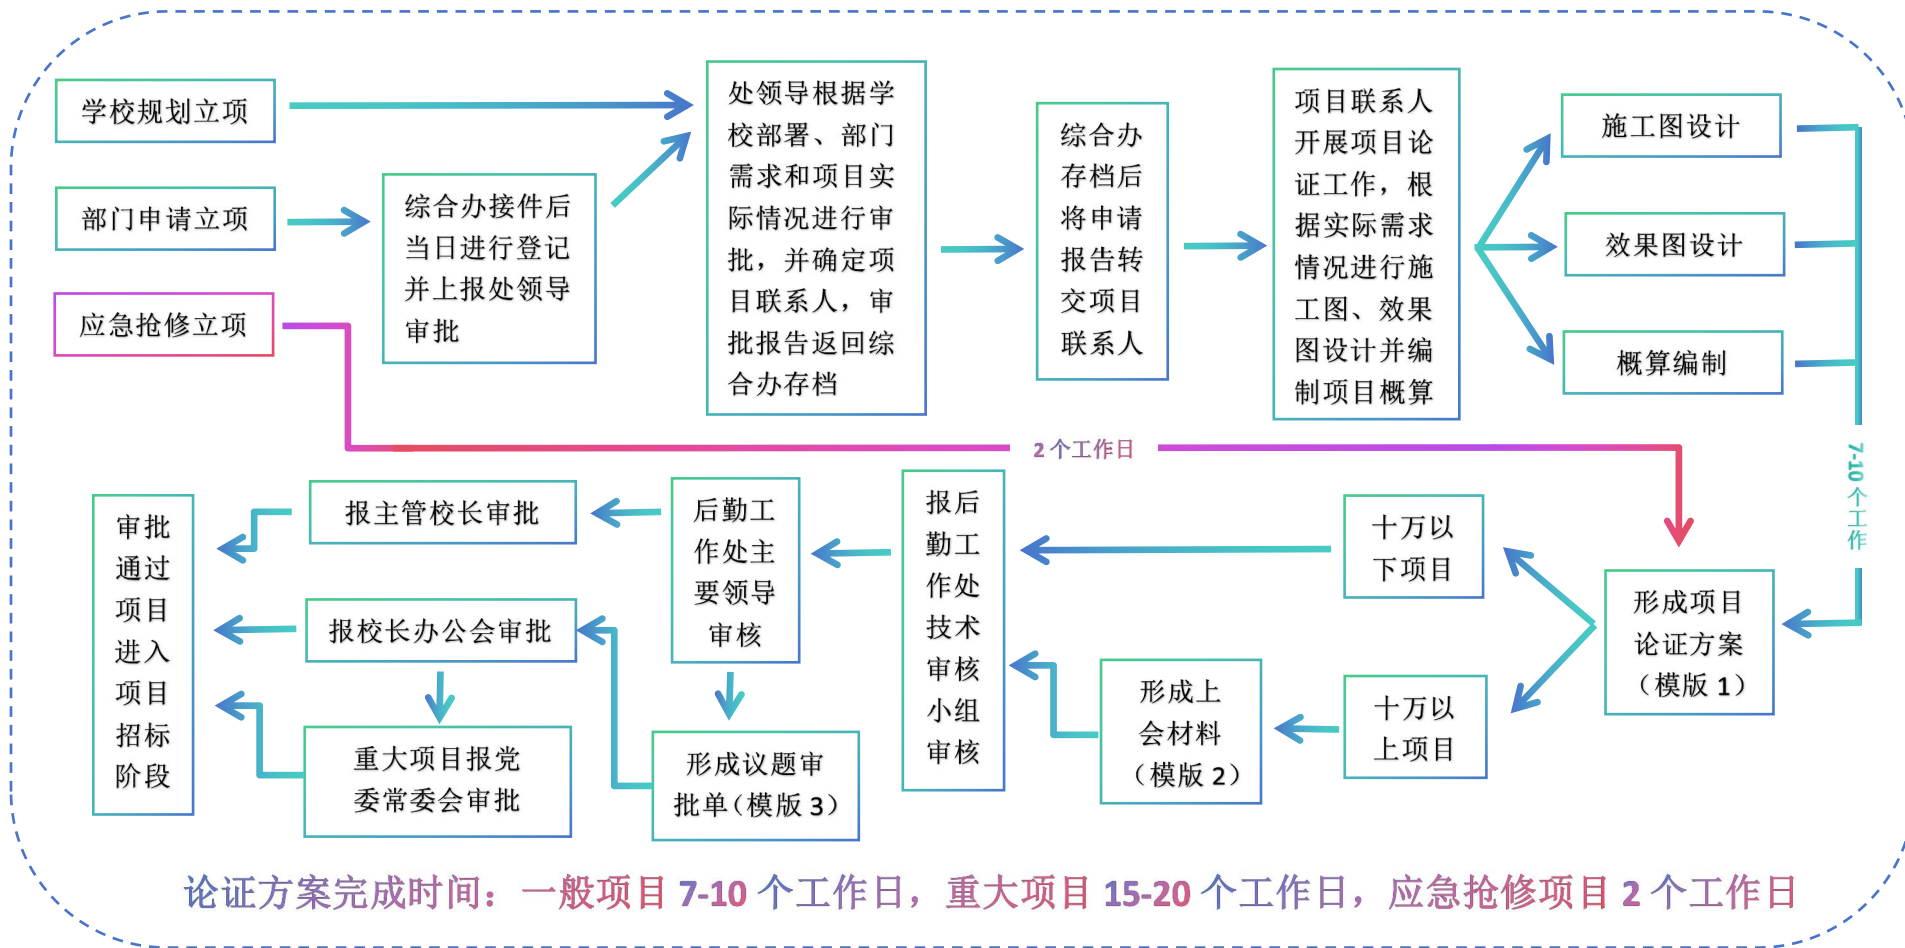 学校规划立项
部门申请立项
应急抢修立项
综合办接件后
当日进行登记
并上报处领导
审批
处领导根据学
校部署、部门
需求和项目实
际情况进行审
批，并确定项
目联系人，审
批报告返回综
合办存档
综合办
存档后
将申请
报告转
交项目
联系人
项目联系人
开展项目论
证工作，根
据实际需求
情况进行施
工图、效果
图设计并编
制项目概算
施工图设计
效果图设计
概算编制
2 个工作日
7-10 个工作
形成项目
论证方案
（模版 1）
十万以
下项目
十万以
上项目
形成上
会材料
（模版 2）
报后
勤工
作处
技术
审核
小组
审核
后勤工
作处主
要领导
审核
形成议题审
批单（模版 3）
报主管校长审批
报校长办公会审批
重大项目报党
委常委会审批
审批
通过
项目
进入
项目
招标
阶段
论证方案完成时间：一般项目 7-10 个工作日，重大项目 15-20 个工作日，应急抢修项目 2 个工作日